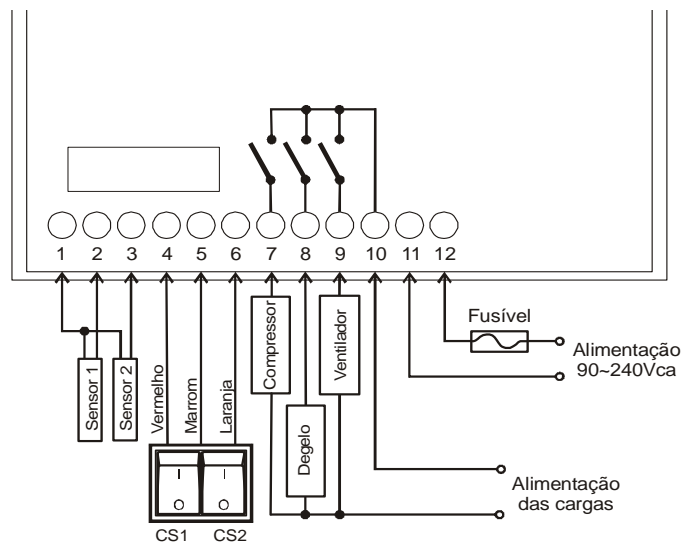 1 2 3 4 5 6 7 8 9 10 11 12
Sensor 1
Sensor 2
Vermelho
Marrom
Laranja
Compressor
Degelo
Ventilador
Fusível
Alimentação
90~240Vca
Alimentação
das cargas
CS1 CS2